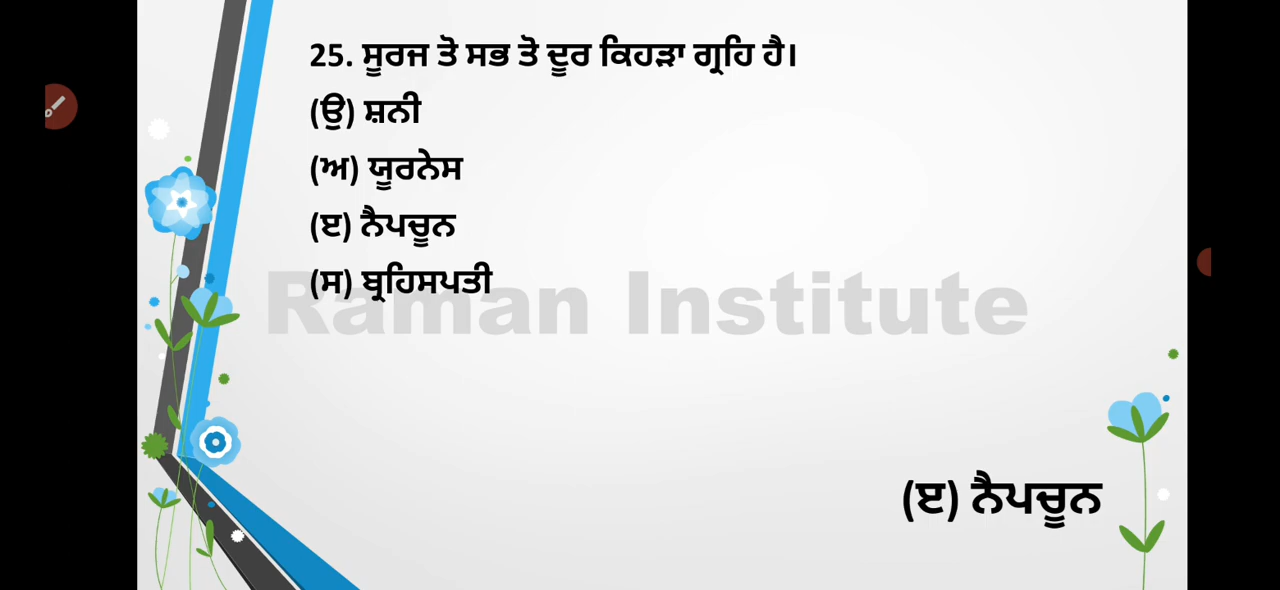 25. ਸੂਰਜ ਤੋ ਸਭ ਤੋ ਦੂਰ ਕਿਹੜਾ ਗ੍ਰਹਿ ਹੈ।
(ੳ) ਸ਼ਨੀ
(ਅ) ਯੂਰਨੇਸ
(ੲ) ਨੈਪਚੂਨ
(ਸ) ਬ੍ਰਹਿਸਪਤੀ
Raman Institute
(ੲ) ਨੈਪਚੂਨ